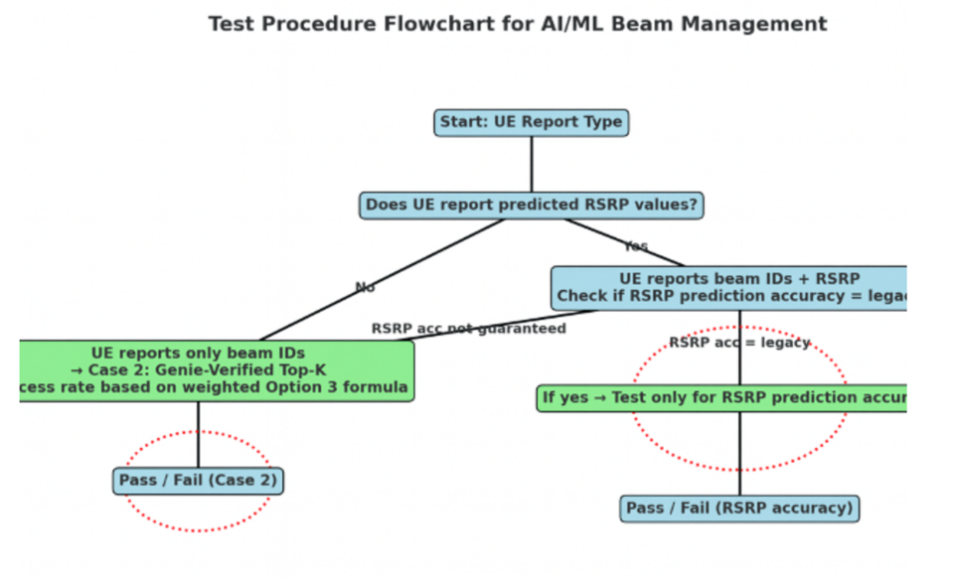 Test Procedure Flowchart for AI/ML Beam Management
Start: UE Report Type
Does UE report predicted RSRP values?
Yes
No
UE reports beam IDs + RSRP
Check if RSRP prediction accuracy = legac
RSRP acc not guaranteed
RSRP acc = legacy
UE reports only beam IDs
→ Case 2: Genie-Verified Top-K
cess rate based on weighted Option 3 formula
If yes → Test only for RSRP prediction accur
Pass / Fail (Case 2)
Pass / Fail (RSRP accuracy)